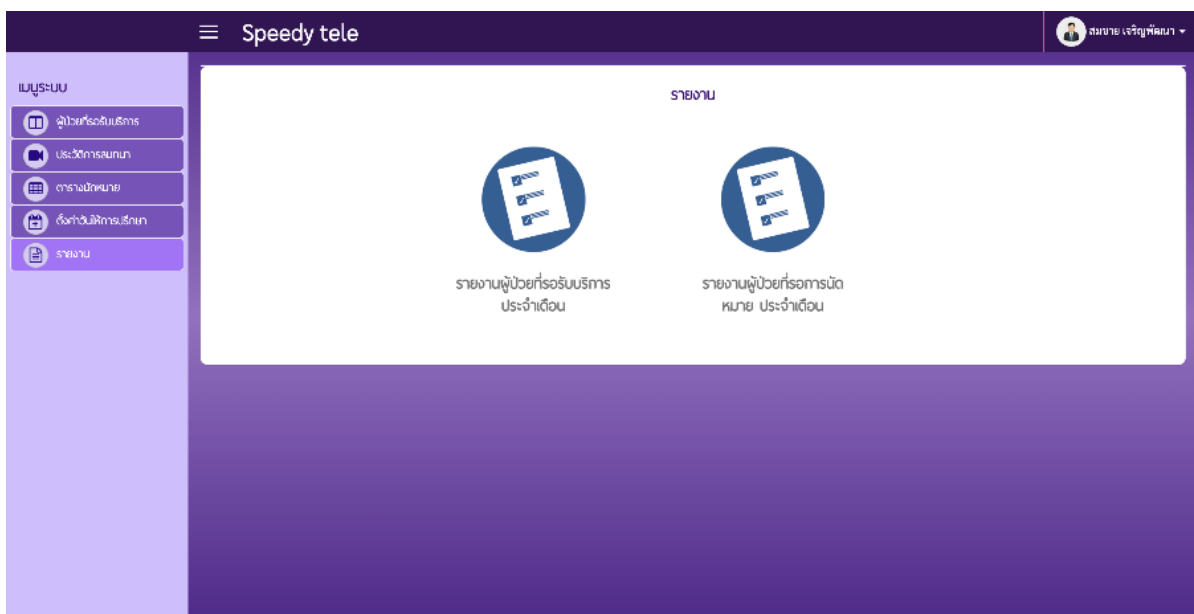 Speedy tele
สมชาย เจริญพัฒนา
เมนูระบบ
ผู้ป่วยที่รอรับบริการ
ประวัติการสนทนา
ตารางนัดหมาย
ตั้งค่าวันให้การปรึกษา
รายงาน
รายงาน
รายงานผู้ป่วยที่รอรับบริการ
ประจำเดือน
รายงานผู้ป่วยที่รอการนัด
หมาย ประจำเดือน